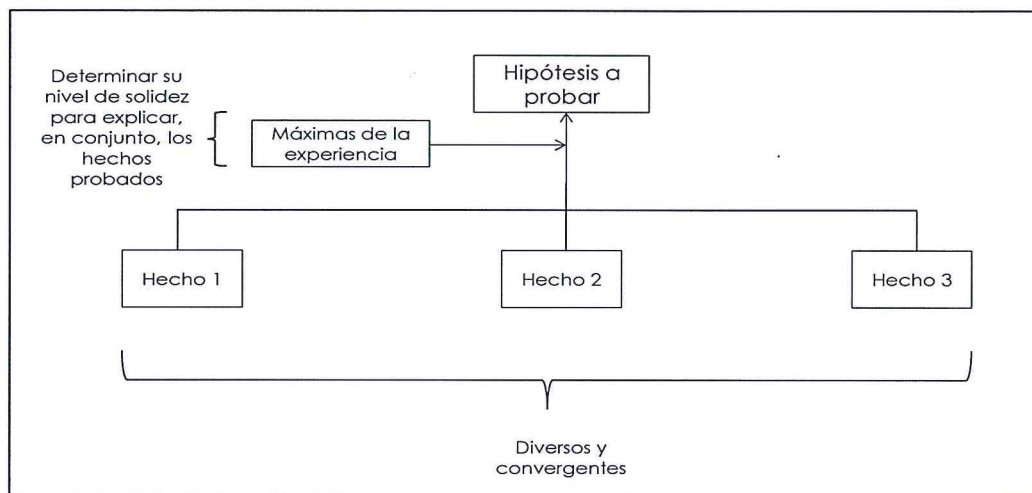 Determinar su
nivel de solidez
para explicar,
en conjunto, los
hechos
probados
Hipótesis a
probar
Máximas de la
experiencia
Hecho 1
Hecho 2
Hecho 3
Diversos y
convergentes